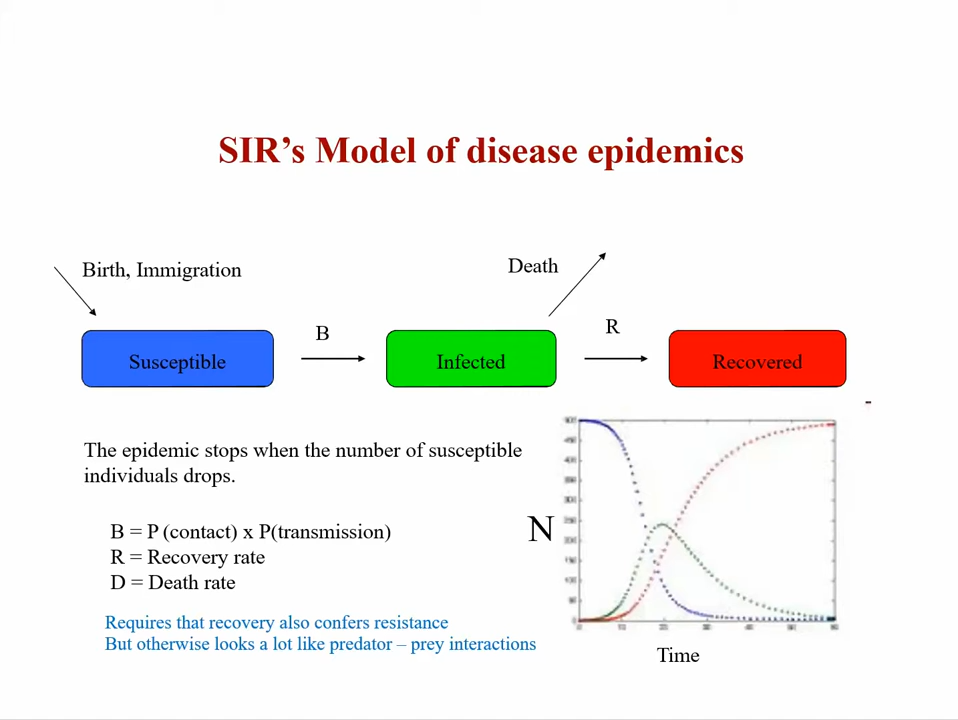 SIR’s Model of disease epidemics
Birth, Immigration
Death
B
R
Susceptible
Infected
Recovered
The epidemic stops when the number of susceptible
individuals drops.
B = P (contact) x P(transmission)
R = Recovery rate
D = Death rate
Requires that recovery also confers resistance
But otherwise looks a lot like predator – prey interactions
N
Time